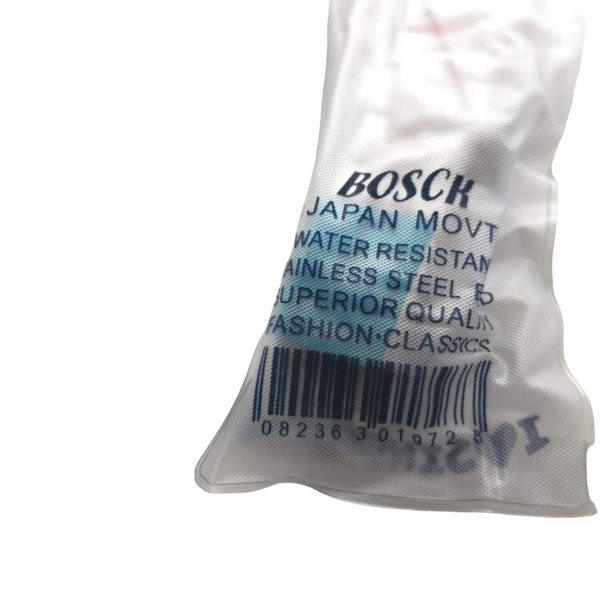 BOSCK
JAPAN MOVT
WATER RESISTAN
AINLESS STEEL B
SUPERIOR QUALI
FASHION·CLASSICS
08236 301972